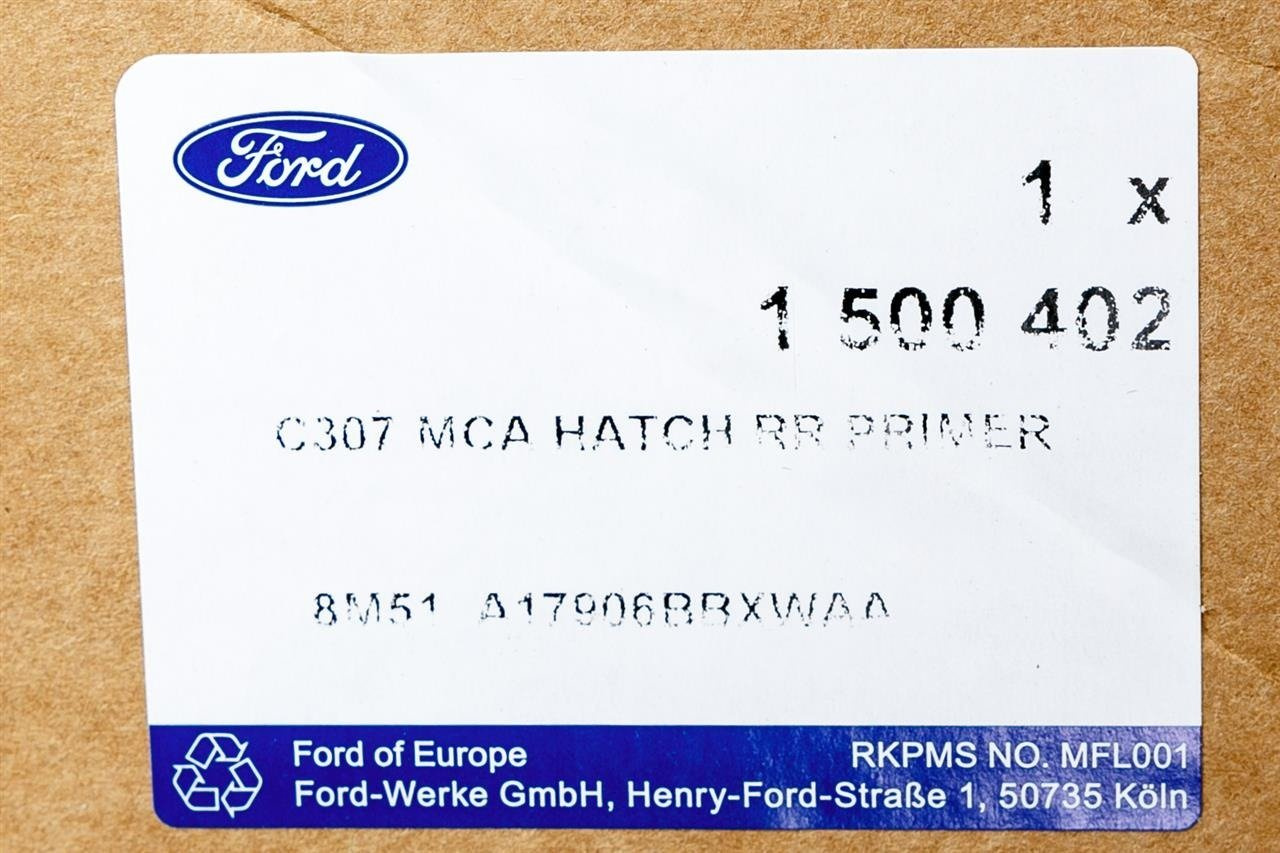 Ford
1 x
1 500 402
C307 MCA HATCH RR PRIMER
8M51 A17906BBXWAA
Ford of Europe RKPMS NO. MFL001
Ford-Werke GmbH, Henry-Ford-Straße 1, 50735 Köln